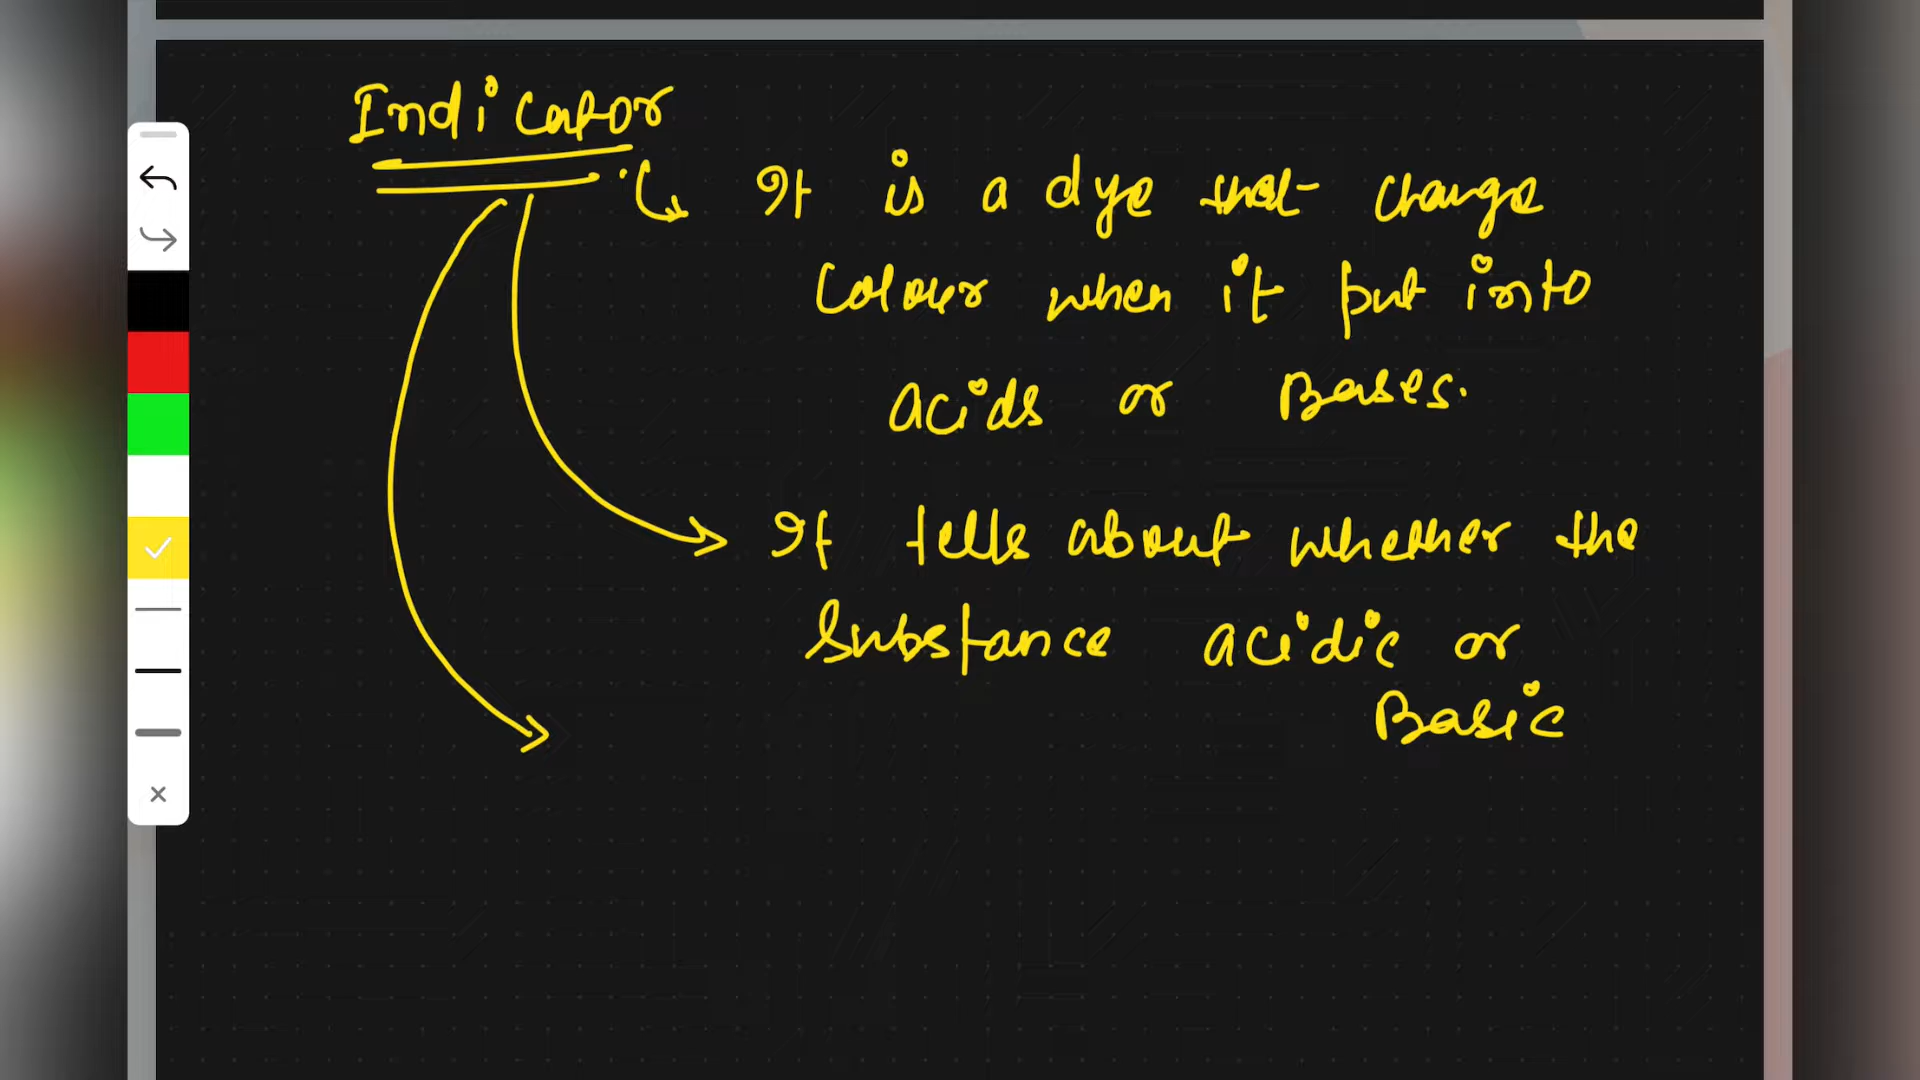 Indicator
It is a dye that change
Colour when it put into
acids or Bases.
It tells about whether the
Substance acidic or
Basic